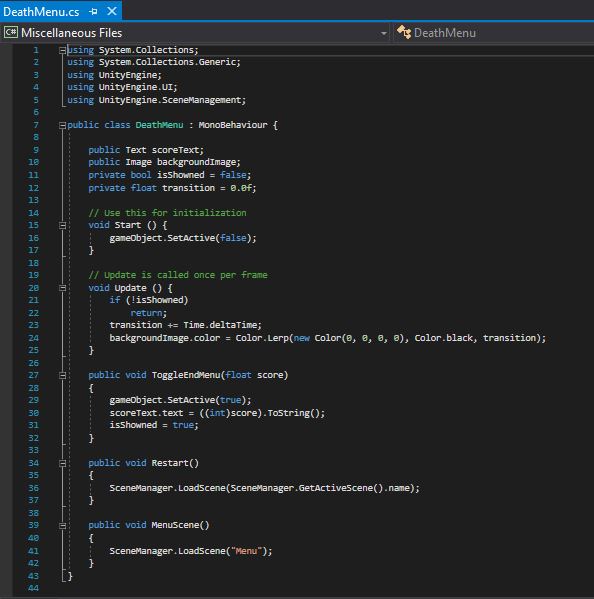 DeathMenu.cs
Miscellaneous Files DeathMenu
1 using System.Collections;
2 using System.Collections.Generic;
3 using UnityEngine;
4 using UnityEngine.UI;
5 using UnityEngine.SceneManagement;
6
7 public class DeathMenu : MonoBehaviour {
8
9 public Text scoreText;
10 public Image backgroundImage;
11 private bool isShowned = false;
12 private float transition = 0.0f;
13
14 // Use this for initialization
15 void Start () {
16 gameObject.SetActive(false);
17 }
18
19 // Update is called once per frame
20 void Update () {
21 if (!isShowned)
22 return;
23 transition += Time.deltaTime;
24 backgroundImage.color = Color.Lerp(new Color(0, 0, 0, 0), Color.black, transition);
25 }
26
27 public void ToggleEndMenu(float score)
28 {
29 gameObject.SetActive(true);
30 scoreText.text = ((int)score).ToString();
31 isShowned = true;
32 }
33
34 public void Restart()
35 {
36 SceneManager.LoadScene(SceneManager.GetActiveScene().name);
37 }
38
39 public void MenuScene()
40 {
41 SceneManager.LoadScene("Menu");
42 }
43 }
44